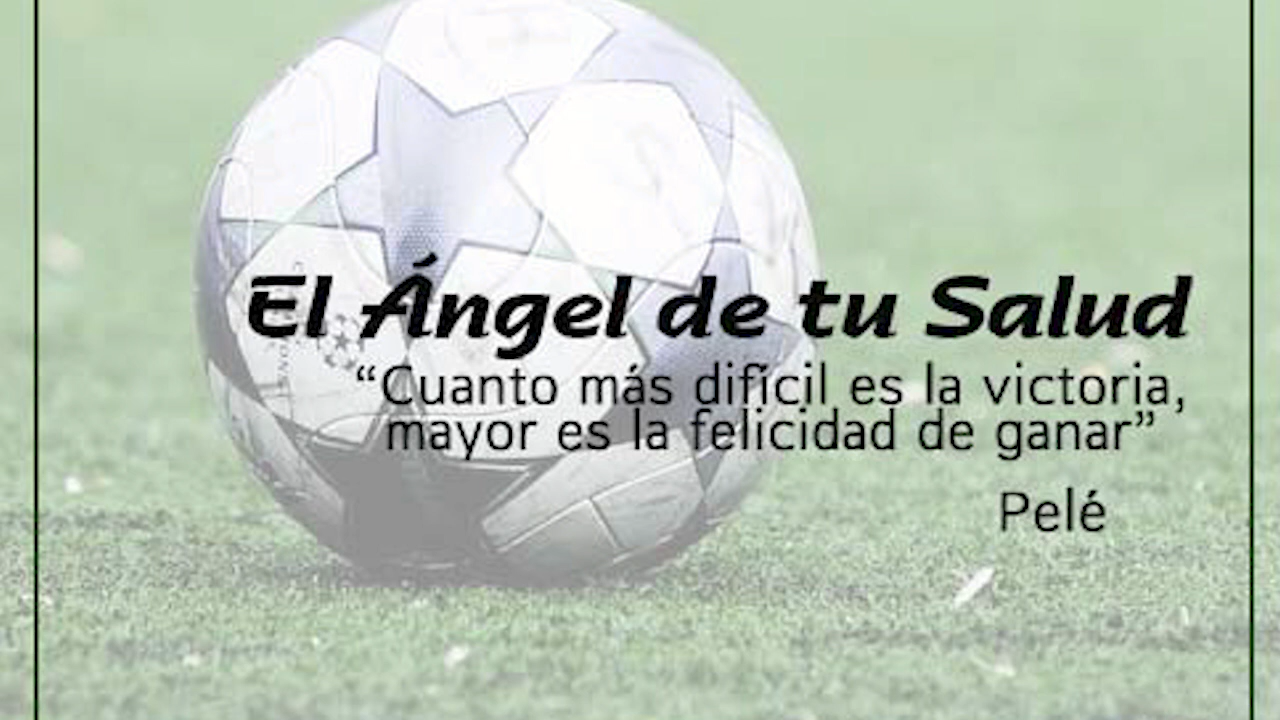 El Ángel de tu Salud
“Cuanto más difícil es la victoria,
mayor es la felicidad de ganar”
Pelé